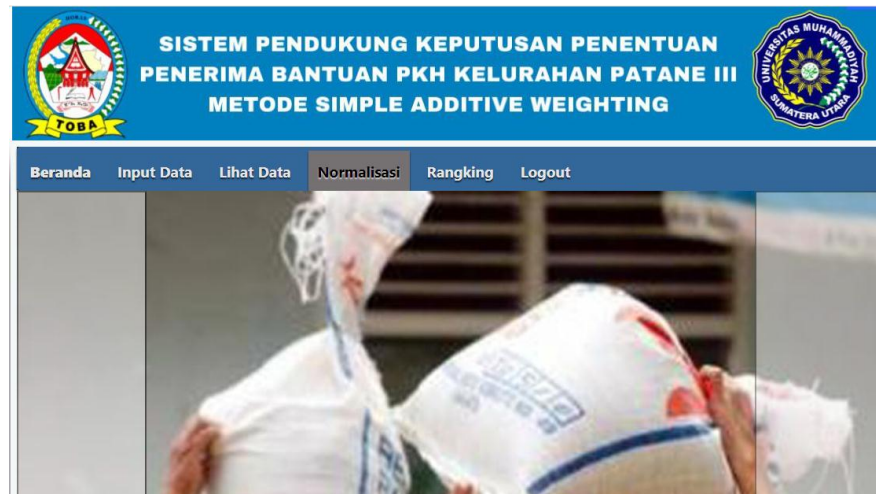 SISTEM PENDUKUNG KEPUTUSAN PENENTUAN
PENERIMA BANTUAN PKH KELURAHAN PATANE III
METODE SIMPLE ADDITIVE WEIGHTING
TOBA
UNIVERSITAS MUHAMMADIYAH
SUMATERA UTARA
Beranda Input Data Lihat Data Normalisasi Rangking Logout